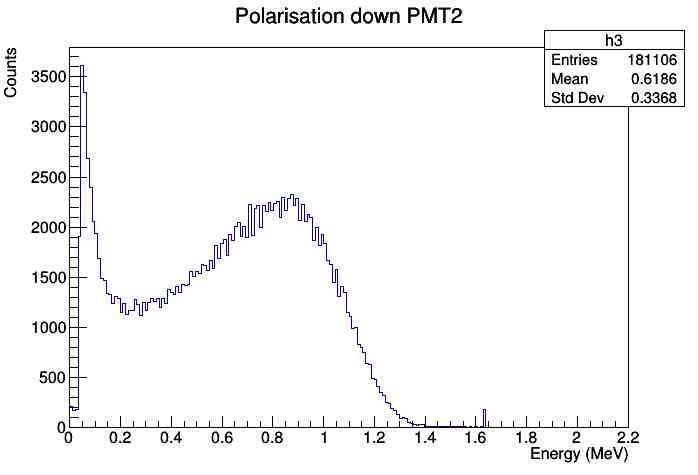 Polarisation down PMT2
h3
Entries 181106
Mean 0.6186
Std Dev 0.3368
Counts
3500
3000
2500
2000
1500
1000
500
0
0 0.2 0.4 0.6 0.8 1 1.2 1.4 1.6 1.8 2 2.2
Energy (MeV)